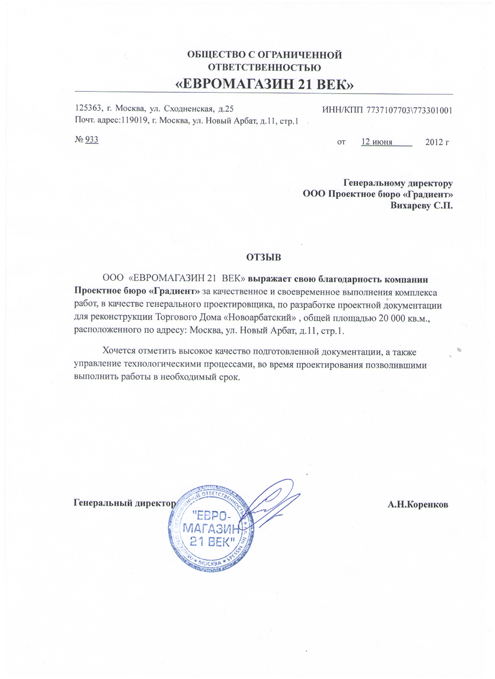 ОБЩЕСТВО С ОГРАНИЧЕННОЙ
ОТВЕТСТВЕННОСТЬЮ
«ЕВРОМАГАЗИН 21 ВЕК»
125363, г. Москва, ул. Сходненская, д.25 ИНН/КПП 7737107703\773301001
Почт. адрес:119019, г. Москва, ул. Новый Арбат, д.11, стр.1
№ 933 от 12 июня 2012 г
Генеральному директору
ООО Проектное бюро «Градиент»
Вихареву С.П.
ОТЗЫВ
ООО «ЕВРОМАГАЗИН 21 ВЕК» выражает свою благодарность компании
Проектное бюро «Градиент» за качественное и своевременное выполнения комплекса
работ, в качестве генерального проектировщика, по разработке проектной документации
для реконструкции Торгового Дома «Новоарбатский» , общей площадью 20 000 кв.м.,
расположенного по адресу: Москва, ул. Новый Арбат, д.11, стр.1.
Хочется отметить высокое качество подготовленной документации, а также
управление технологическими процессами, во время проектирования позволившими
выполнить работы в необходимый срок.
Генеральный директор А.Н.Коренков
"ЕВРО-
МАГАЗИН
21 ВЕК"
МОСКВА